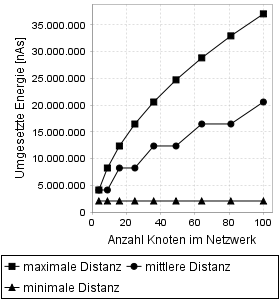 Umgesetzte Energie [nAs]
35.000.000
30.000.000
25.000.000
20.000.000
15.000.000
10.000.000
5.000.000
0
0 20 40 60 80 100
Anzahl Knoten im Netzwerk
maximale Distanz mittlere Distanz
minimale Distanz